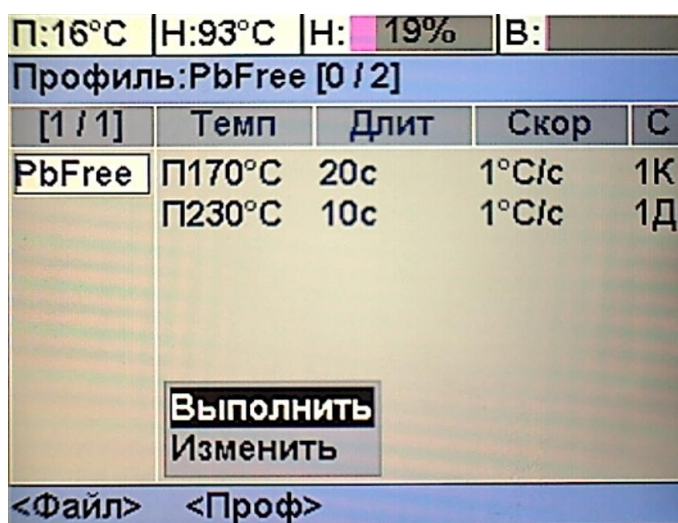 П:16°C Н:93°C Н: 19% В:
Профиль:PbFree [0 / 2]
[1 / 1] Темп Длит Скор С
PbFree П170°C 20с 1°C/с 1К
П230°C 10с 1°C/с 1Д
Выполнить
Изменить
<Файл> <Проф>